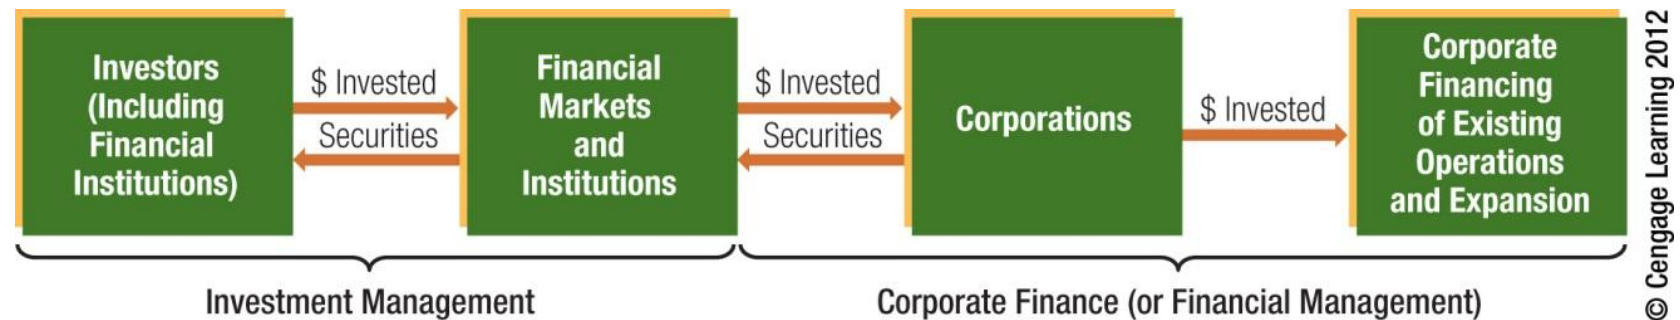 Investors
(Including
Financial
Institutions)
$ Invested
Securities
Financial
Markets
and
Institutions
$ Invested
Securities
Corporations
$ Invested
Corporate
Financing
of Existing
Operations
and Expansion
Investment Management
Corporate Finance (or Financial Management)
© Cengage Learning 2012